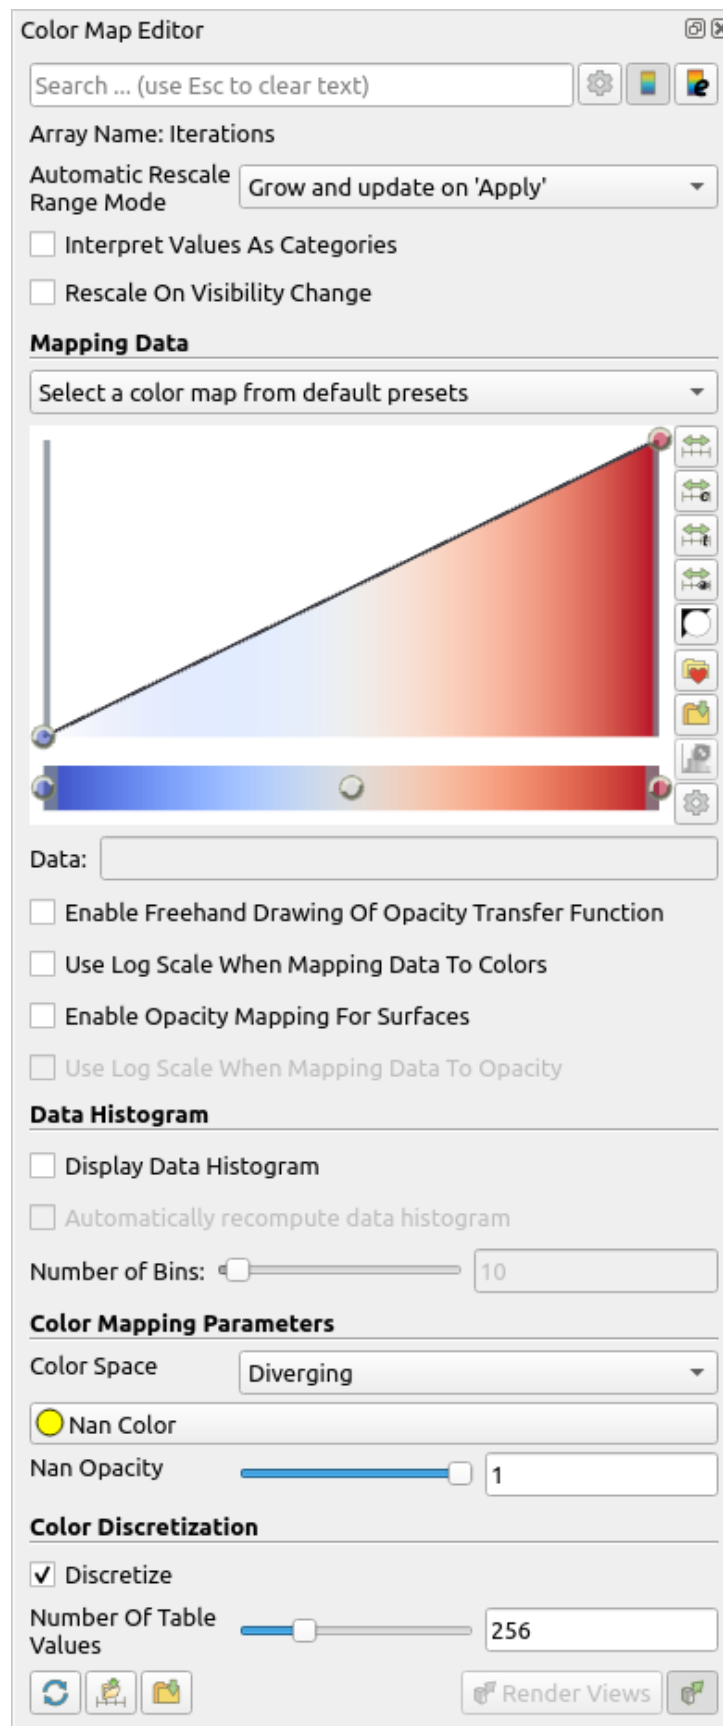 Color Map Editor
Search ... (use Esc to clear text)
Array Name: Iterations
Automatic Rescale
Range Mode
Grow and update on 'Apply'
Interpret Values As Categories
Rescale On Visibility Change
Mapping Data
Select a color map from default presets
Data:
Enable Freehand Drawing Of Opacity Transfer Function
Use Log Scale When Mapping Data To Colors
Enable Opacity Mapping For Surfaces
Use Log Scale When Mapping Data To Opacity
Data Histogram
Display Data Histogram
Automatically recompute data histogram
Number of Bins: 10
Color Mapping Parameters
Color Space Diverging
Nan Color
Nan Opacity 1
Color Discretization
Discretize
Number Of Table
Values
256
Render Views